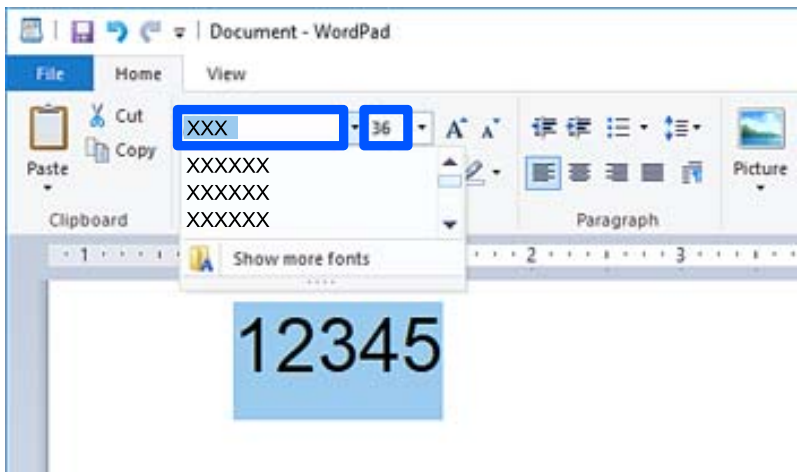 Document - WordPad
File Home View
Cut
Copy
Paste
Clipboard
XXX
36
A A
XXXXXX
XXXXXX
XXXXXX
Show more fonts
Paragraph
Picture
1 2 3
12345